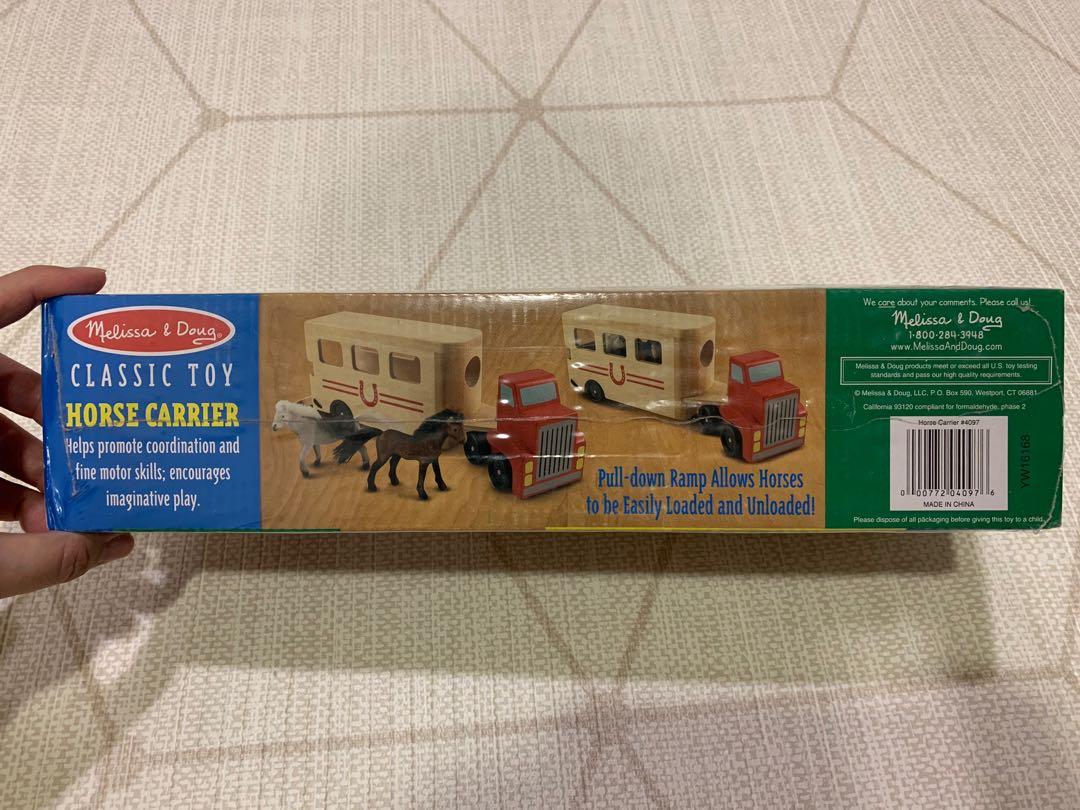 Melissa & Doug®
CLASSIC TOY
HORSE CARRIER
Helps promote coordination and
fine motor skills; encourages
imaginative play.
Pull-down Ramp Allows Horses
to be Easily Loaded and Unloaded!
We care about your comments. Please call us!
Melissa & Doug
1-800-284-3948
www.MelissaAndDoug.com
Melissa & Doug products meet or exceed all U.S. toy testing
standards and pass our high quality requirements.
© Melissa & Doug, LLC, P.O. Box 590, Westport, CT 06881
California 93120 compliant for formaldehyde, phase 2
Horse Carrier #4097
0 00772 04097 6
MADE IN CHINA
YW16168
Please dispose of all packaging before giving this toy to a child.